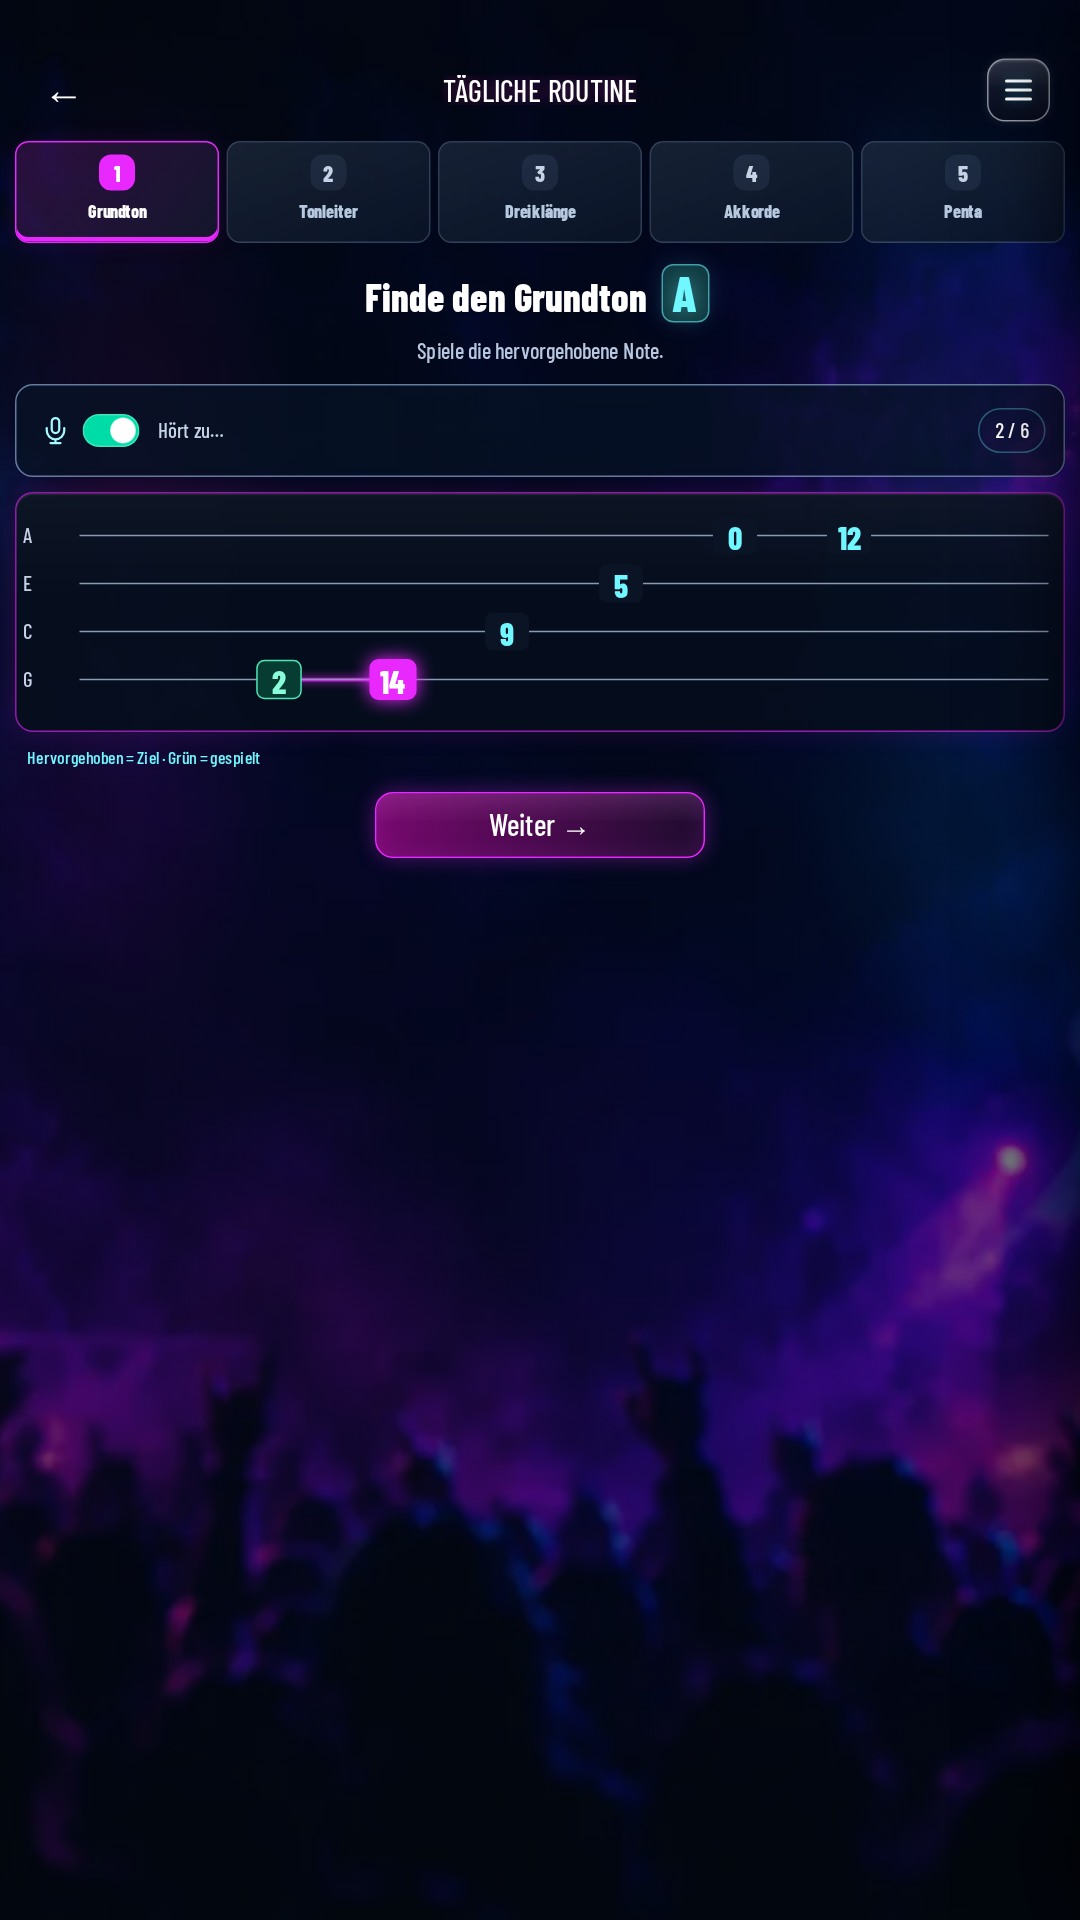 ← TÄGLICHE ROUTINE
1 2 3 4 5
Grundton Tonleiter Dreiklänge Akkorde Penta
Finde den Grundton A
Spiele die hervorgehobene Note.
Hört zu... 2 / 6
A 0 12
E 5
C 9
G 2 14
Hervorgehoben = Ziel · Grün = gespielt
Weiter →